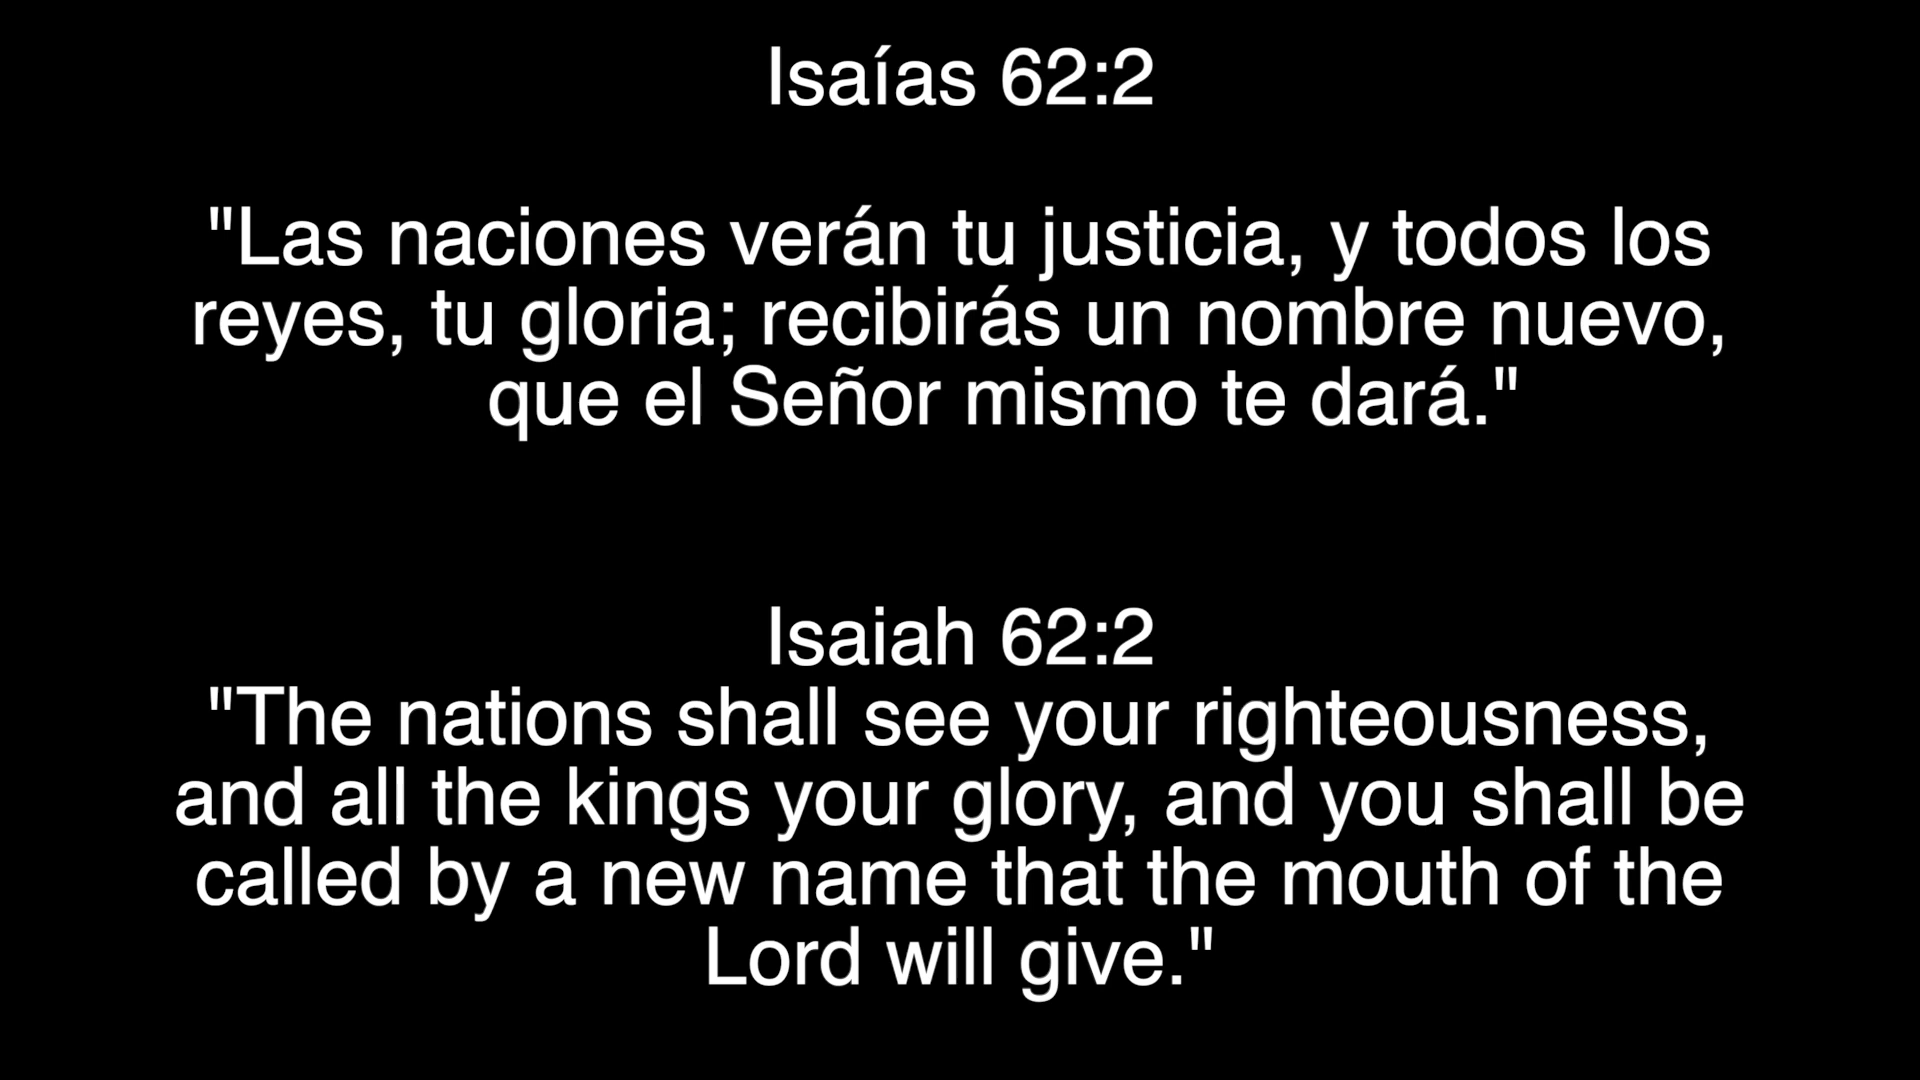 Isaías 62:2
"Las naciones verán tu justicia, y todos los
reyes, tu gloria; recibirás un nombre nuevo,
que el Señor mismo te dará."
Isaiah 62:2
"The nations shall see your righteousness,
and all the kings your glory, and you shall be
called by a new name that the mouth of the
Lord will give."